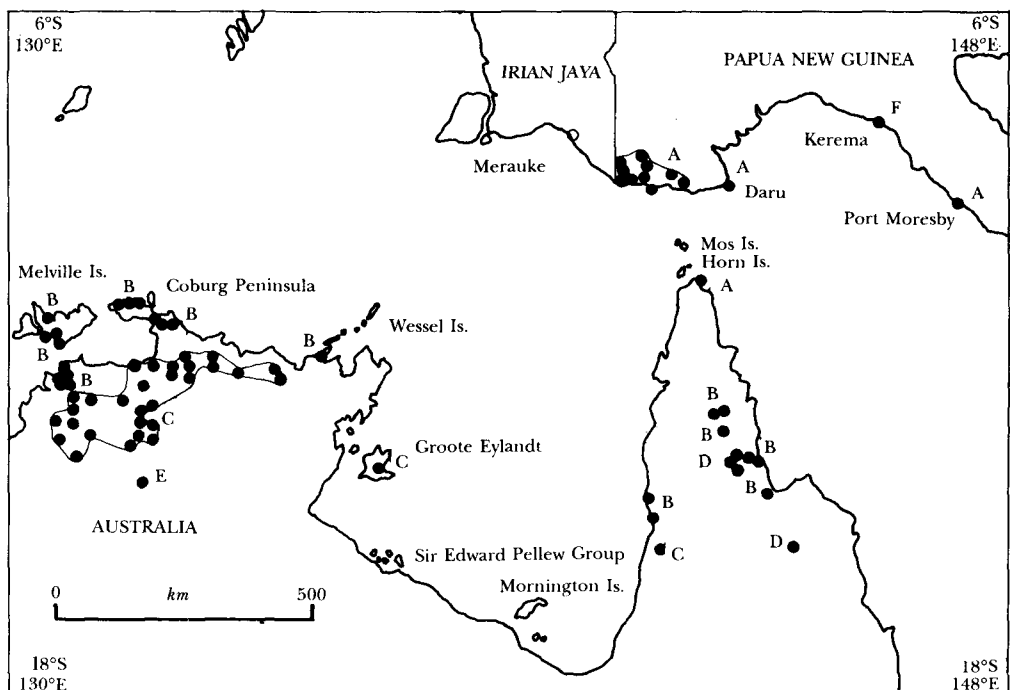 6°S
130°E
6°S
148°E
IRIAN JAYA
PAPUA NEW GUINEA
F
Kerema
A
A
Merauke
Daru
A
Port Moresby
Mos Is.
Horn Is.
A
Melville Is.
B
Coburg Peninsula
B
B
Wessel Is.
B
B
B
C
B
B
D
B
Groote Eylandt
C
E
B
B
AUSTRALIA
D
C
Sir Edward Pellew Group
Mornington Is.
0 km 500
18°S
130°E
18°S
148°E